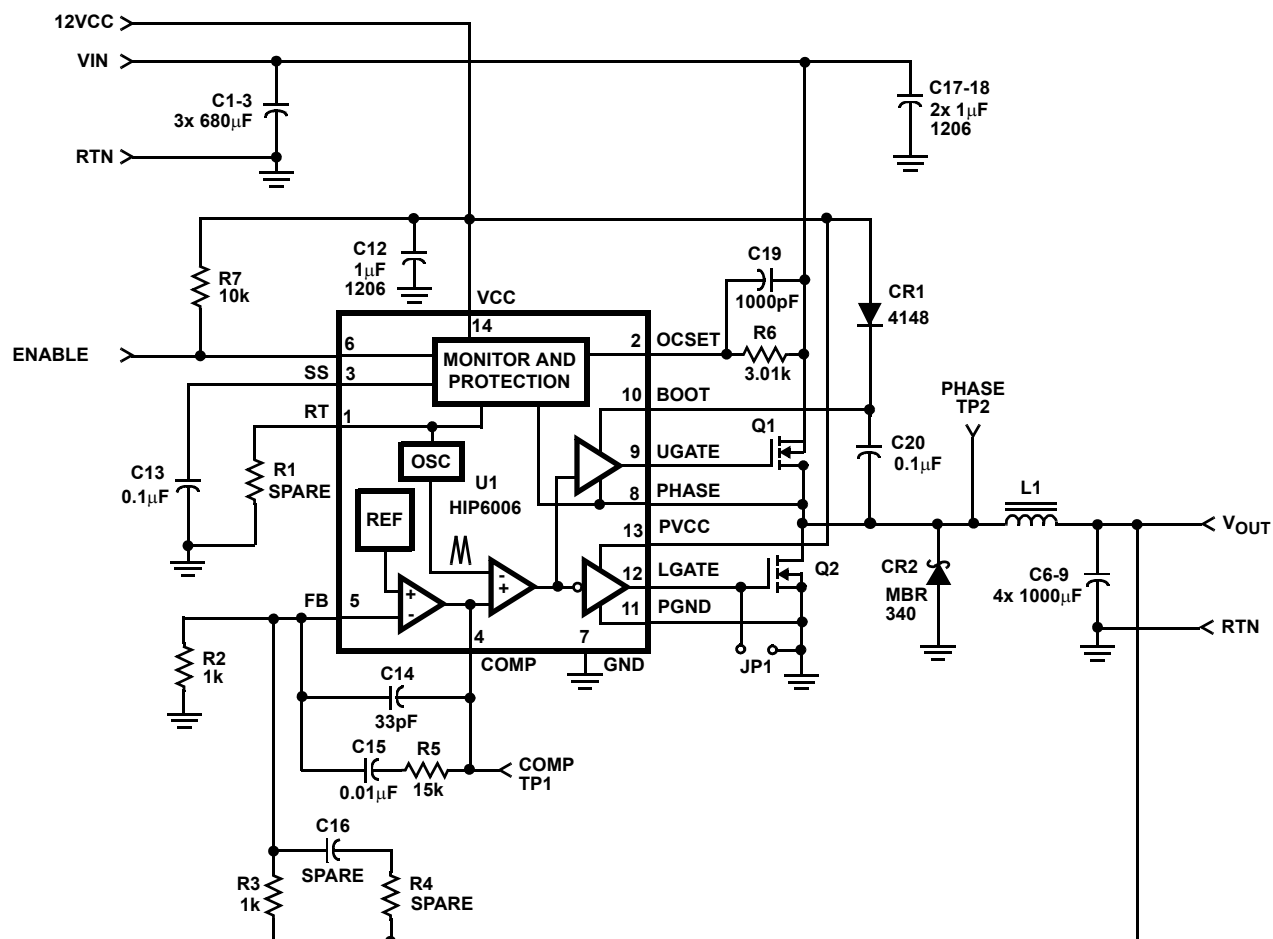 12VCC
VIN
C1-3
3x 680μF
RTN
C17-18
2x 1μF
1206
R7
10k
C12
1μF
1206
VCC
14
C19
1000pF
CR1
4148
ENABLE
6
MONITOR AND
PROTECTION
2
OCSET
R6
3.01k
SS
3
10
BOOT
PHASE
TP2
RT
1
Q1
C13
0.1μF
R1
SPARE
OSC
U1
HIP6006
9
UGATE
C20
0.1μF
REF
8
PHASE
L1
13
PVCC
VOUT
+
-
-
+
12
LGATE
Q2
CR2
MBR
340
C6-9
4x 1000μF
FB
5
11
PGND
RTN
4
7
COMP
GND
JP1
R2
1k
C14
33pF
C15
0.01μF
R5
15k
COMP
TP1
C16
SPARE
R3
1k
R4
SPARE